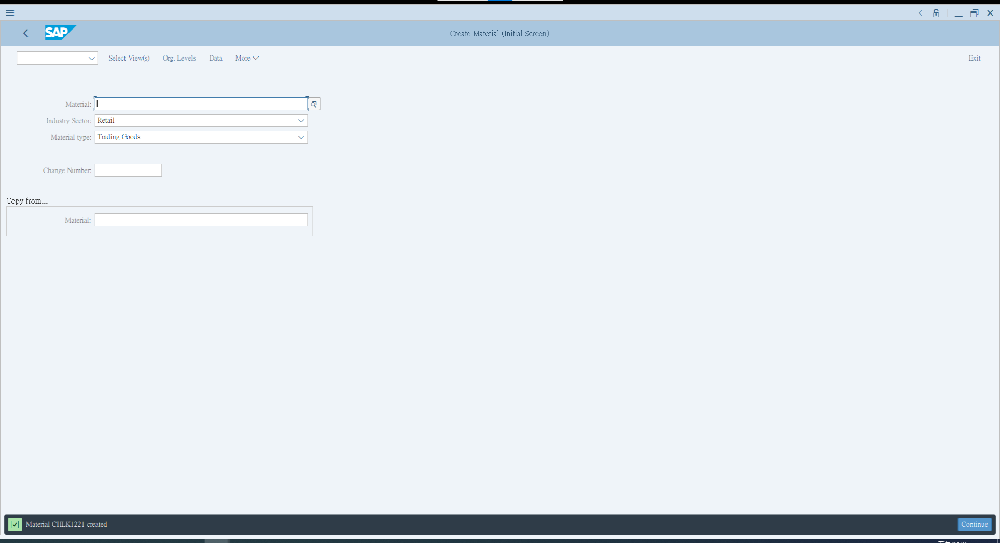 SAP
Create Material (Initial Screen)
Select View(s) Org. Levels Data More Exit
Material:
Industry Sector: Retail
Material type: Trading Goods
Change Number:
Copy from...
Material:
Material CHLK1221 created Continue